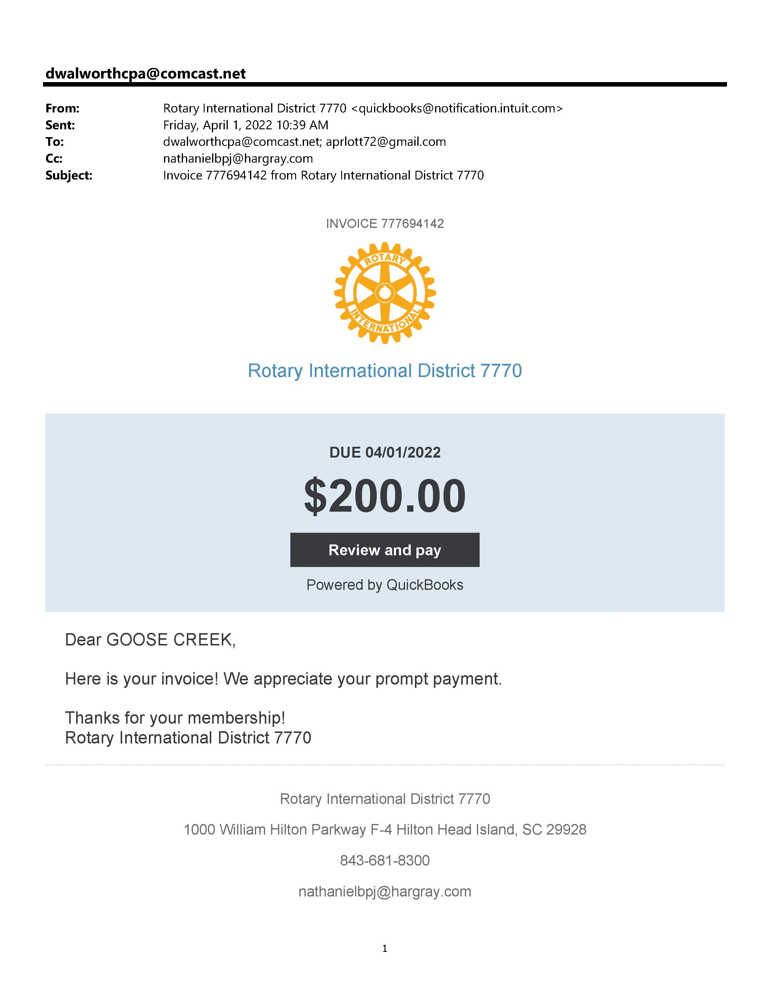 dwalworthcpa@comcast.net
From: Rotary International District 7770 <quickbooks@notification.intuit.com>
Sent: Friday, April 1, 2022 10:39 AM
To: dwalworthcpa@comcast.net; aprlott72@gmail.com
Cc: nathanielbpj@hargray.com
Subject: Invoice 777694142 from Rotary International District 7770
INVOICE 777694142
ROTARY
INTERNATIONAL
Rotary International District 7770
DUE 04/01/2022
$200.00
Review and pay
Powered by QuickBooks
Dear GOOSE CREEK,
Here is your invoice! We appreciate your prompt payment.
Thanks for your membership!
Rotary International District 7770
Rotary International District 7770
1000 William Hilton Parkway F-4 Hilton Head Island, SC 29928
843-681-8300
nathanielbpj@hargray.com
1